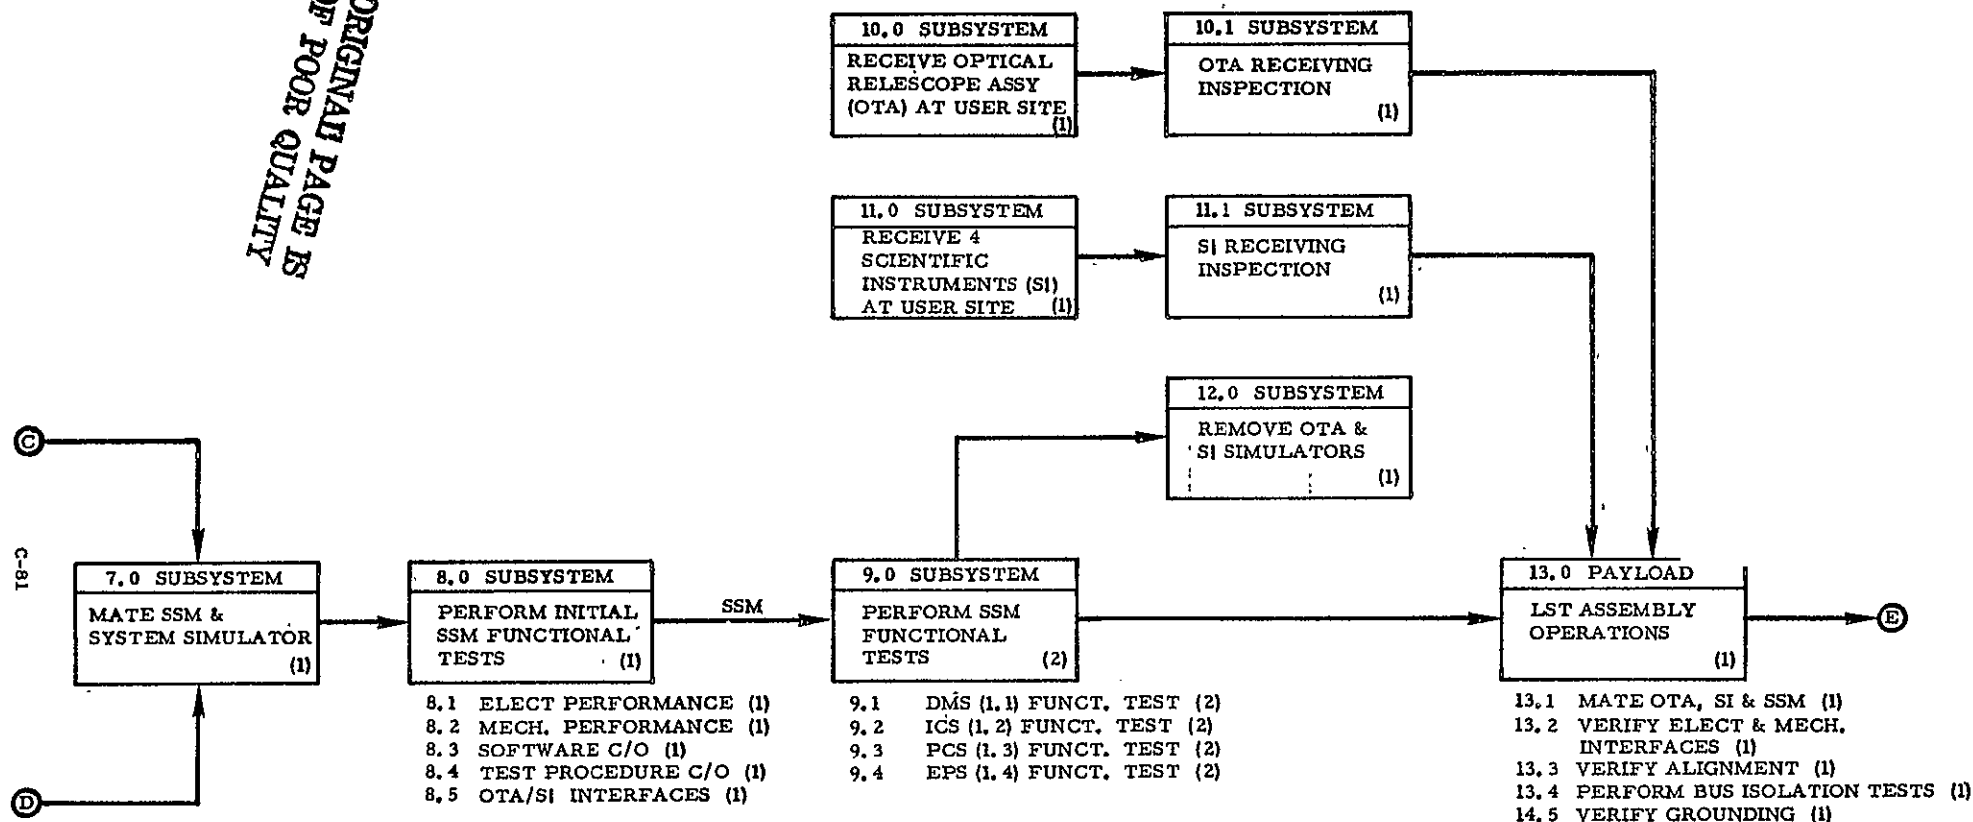 ORIGINAL PAGE IS
OF POOR QUALITY
10.0 SUBSYSTEM
RECEIVE OPTICAL
RELESCOPE ASSY
(OTA) AT USER SITE
(1)
10.1 SUBSYSTEM
OTA RECEIVING
INSPECTION
(1)
11.0 SUBSYSTEM
RECEIVE 4
SCIENTIFIC
INSTRUMENTS (SI)
AT USER SITE (1)
11.1 SUBSYSTEM
SI RECEIVING
INSPECTION
(1)
12.0 SUBSYSTEM
REMOVE OTA &
SI SIMULATORS
(1)
C
D
C-81
7.0 SUBSYSTEM
MATE SSM &
SYSTEM SIMULATOR
(1)
8.0 SUBSYSTEM
PERFORM INITIAL
SSM FUNCTIONAL
TESTS (1)
8.1 ELECT PERFORMANCE (1)
8.2 MECH. PERFORMANCE (1)
8.3 SOFTWARE C/O (1)
8.4 TEST PROCEDURE C/O (1)
8.5 OTA/SI INTERFACES (1)
SSM
9.0 SUBSYSTEM
PERFORM SSM
FUNCTIONAL
TESTS (2)
9.1 DMS (1.1) FUNCT. TEST (2)
9.2 ICS (1.2) FUNCT. TEST (2)
9.3 PCS (1.3) FUNCT. TEST (2)
9.4 EPS (1.4) FUNCT. TEST (2)
13.0 PAYLOAD
LST ASSEMBLY
OPERATIONS
(1)
E
13.1 MATE OTA, SI & SSM (1)
13.2 VERIFY ELECT & MECH.
INTERFACES (1)
13.3 VERIFY ALIGNMENT (1)
13.4 PERFORM BUS ISOLATION TESTS (1)
14.5 VERIFY GROUNDING (1)